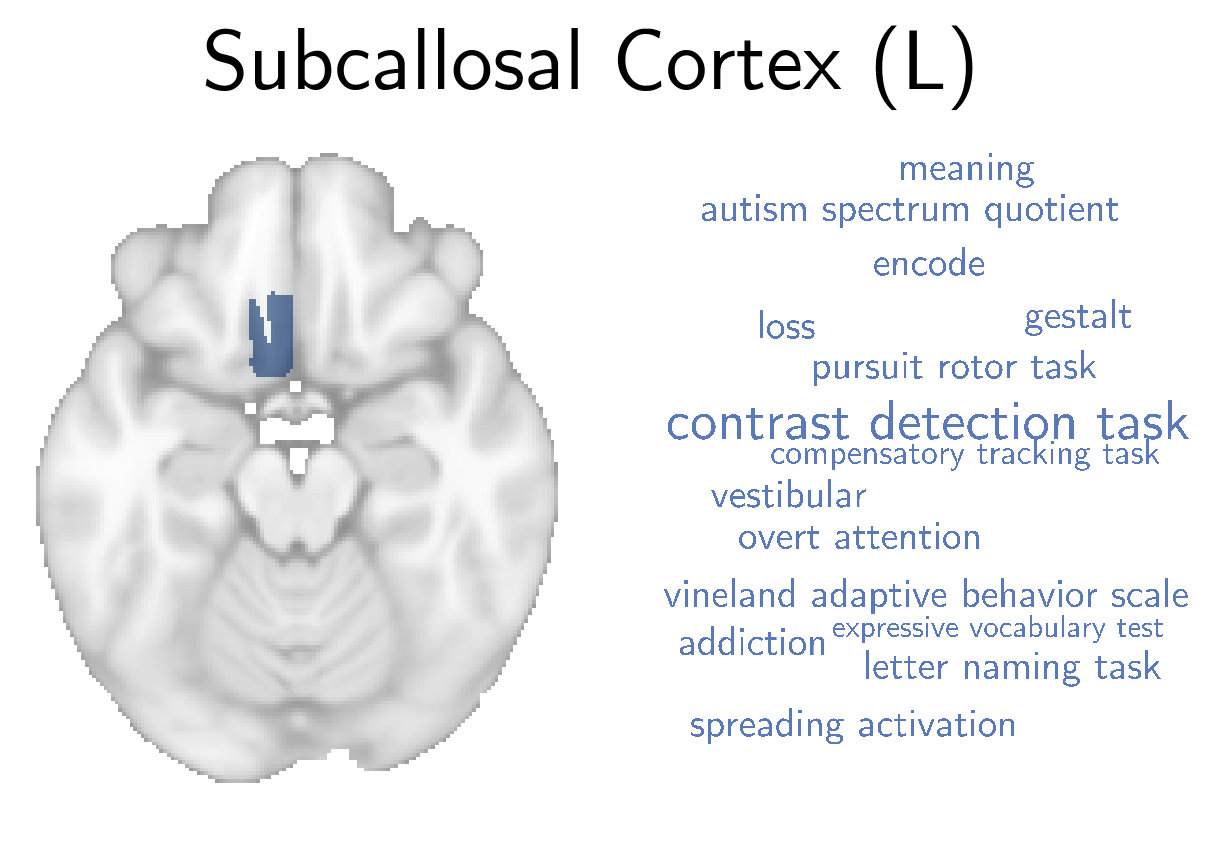 Subcallosal Cortex (L)
meaning
autism spectrum quotient
encode
loss
gestalt
pursuit rotor task
contrast detection task
compensatory tracking task
vestibular
overt attention
vineland adaptive behavior scale
addiction
expressive vocabulary test
letter naming task
spreading activation